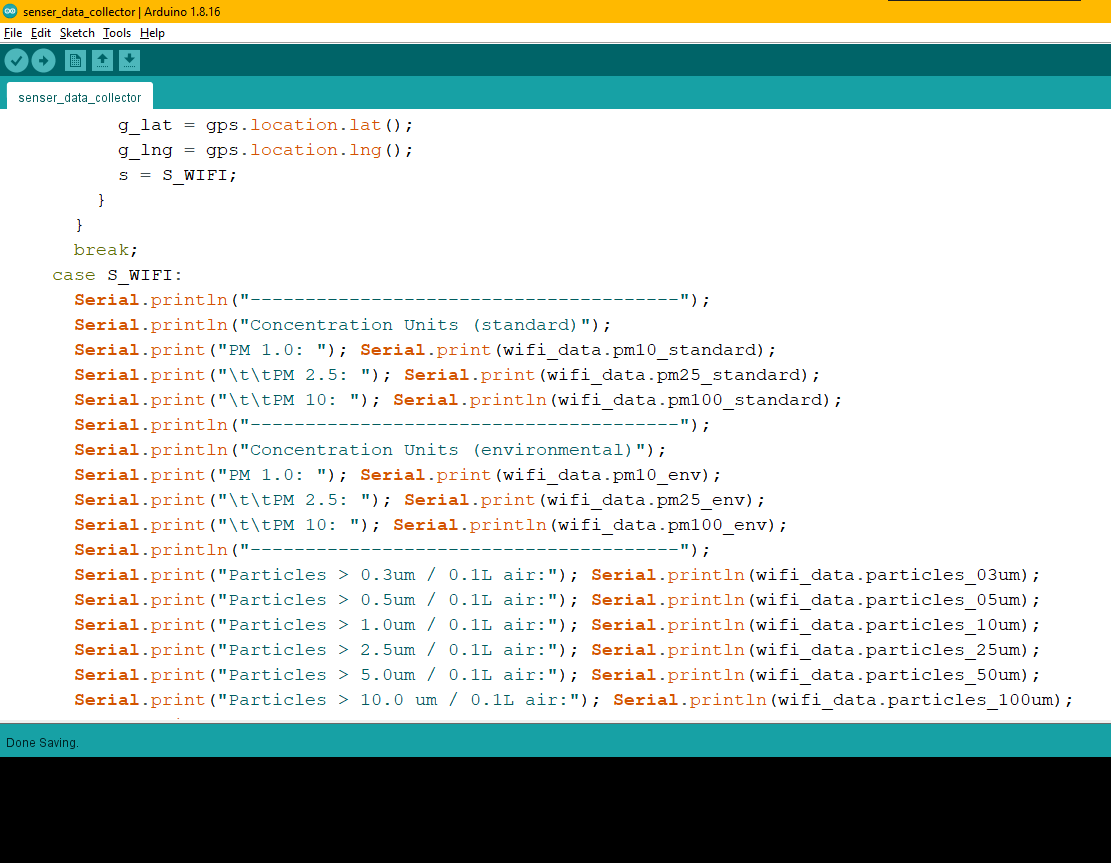 senser_data_collector | Arduino 1.8.16
File Edit Sketch Tools Help
senser_data_collector
g_lat = gps.location.lat();
g_lng = gps.location.lng();
s = S_WIFI;
}
}
break;
case S_WIFI:
Serial.println("---------------------------------------");
Serial.println("Concentration Units (standard)");
Serial.print("PM 1.0: "); Serial.print(wifi_data.pm10_standard);
Serial.print("\t\tPM 2.5: "); Serial.print(wifi_data.pm25_standard);
Serial.print("\t\tPM 10: "); Serial.println(wifi_data.pm100_standard);
Serial.println("---------------------------------------");
Serial.println("Concentration Units (environmental)");
Serial.print("PM 1.0: "); Serial.print(wifi_data.pm10_env);
Serial.print("\t\tPM 2.5: "); Serial.print(wifi_data.pm25_env);
Serial.print("\t\tPM 10: "); Serial.println(wifi_data.pm100_env);
Serial.println("---------------------------------------");
Serial.print("Particles > 0.3um / 0.1L air:"); Serial.println(wifi_data.particles_03um);
Serial.print("Particles > 0.5um / 0.1L air:"); Serial.println(wifi_data.particles_05um);
Serial.print("Particles > 1.0um / 0.1L air:"); Serial.println(wifi_data.particles_10um);
Serial.print("Particles > 2.5um / 0.1L air:"); Serial.println(wifi_data.particles_25um);
Serial.print("Particles > 5.0um / 0.1L air:"); Serial.println(wifi_data.particles_50um);
Serial.print("Particles > 10.0 um / 0.1L air:"); Serial.println(wifi_data.particles_100um);
Done Saving.